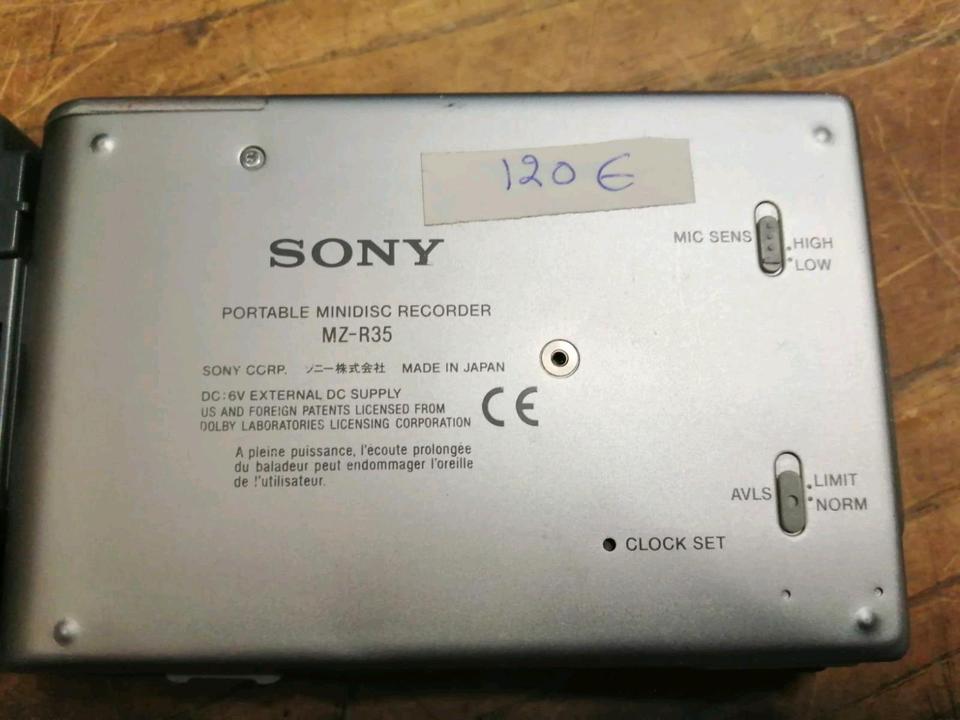 120 €
SONY
MIC SENS
HIGH
LOW
PORTABLE MINIDISC RECORDER
MZ-R35
SONY CORP. ソニー株式会社 MADE IN JAPAN
DC:6V EXTERNAL DC SUPPLY
US AND FOREIGN PATENTS LICENSED FROM
DOLBY LABORATORIES LICENSING CORPORATION
CE
A pleine puissance, l'écoute prolongée
du baladeur peut endommager l'oreille
de l'utilisateur.
AVLS
LIMIT
NORM
CLOCK SET